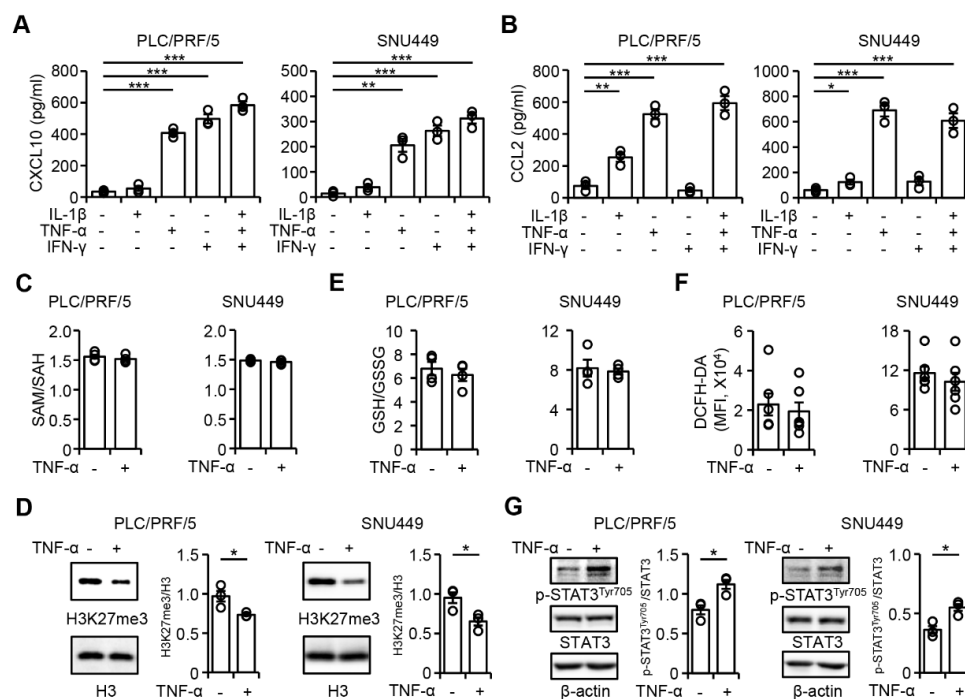 A
PLC/PRF/5
SNU449
CXCL10 (pg/ml)
***
***
***
800
600
400
200
0
***
***
**
500
400
300
200
100
0
IL-1β - + - - +
TNF-α - - + - +
IFN-γ - - - + +
IL-1β - + - - +
TNF-α - - + - +
IFN-γ - - - + +
B
PLC/PRF/5
SNU449
CCL2 (pg/ml)
***
***
**
800
600
400
200
0
***
***
*
1000
800
600
400
200
0
IL-1β - + - - +
TNF-α - - + - +
IFN-γ - - - + +
IL-1β - + - - +
TNF-α - - + - +
IFN-γ - - - + +
C
PLC/PRF/5
SNU449
SAM/SAH
2.0
1.5
1.0
0.5
0.0
2.0
1.5
1.0
0.5
0.0
TNF-α - +
TNF-α - +
E
PLC/PRF/5
SNU449
GSH/GSSG
10
8
6
4
2
0
12
8
4
0
TNF-α - +
TNF-α - +
F
PLC/PRF/5
SNU449
DCFH-DA
(MFI, X10⁴)
6
4
2
0
18
12
6
0
TNF-α - +
TNF-α - +
D
PLC/PRF/5
SNU449
TNF-α - +
H3K27me3
H3
H3K27me3/H3
*
1.5
1.0
0.5
0.0
TNF-α - +
TNF-α - +
H3K27me3
H3
H3K27me3/H3
*
1.5
1.0
0.5
0.0
TNF-α - +
G
PLC/PRF/5
SNU449
TNF-α - +
p-STAT3ᵀʸʳ⁷⁰⁵
STAT3
β-actin
p-STAT3ᵀʸʳ⁷⁰⁵/STAT3
*
1.5
1.0
0.5
0.0
TNF-α - +
TNF-α - +
p-STAT3ᵀʸʳ⁷⁰⁵
STAT3
β-actin
p-STAT3ᵀʸʳ⁷⁰⁵/STAT3
*
1.0
0.5
0.0
TNF-α - +